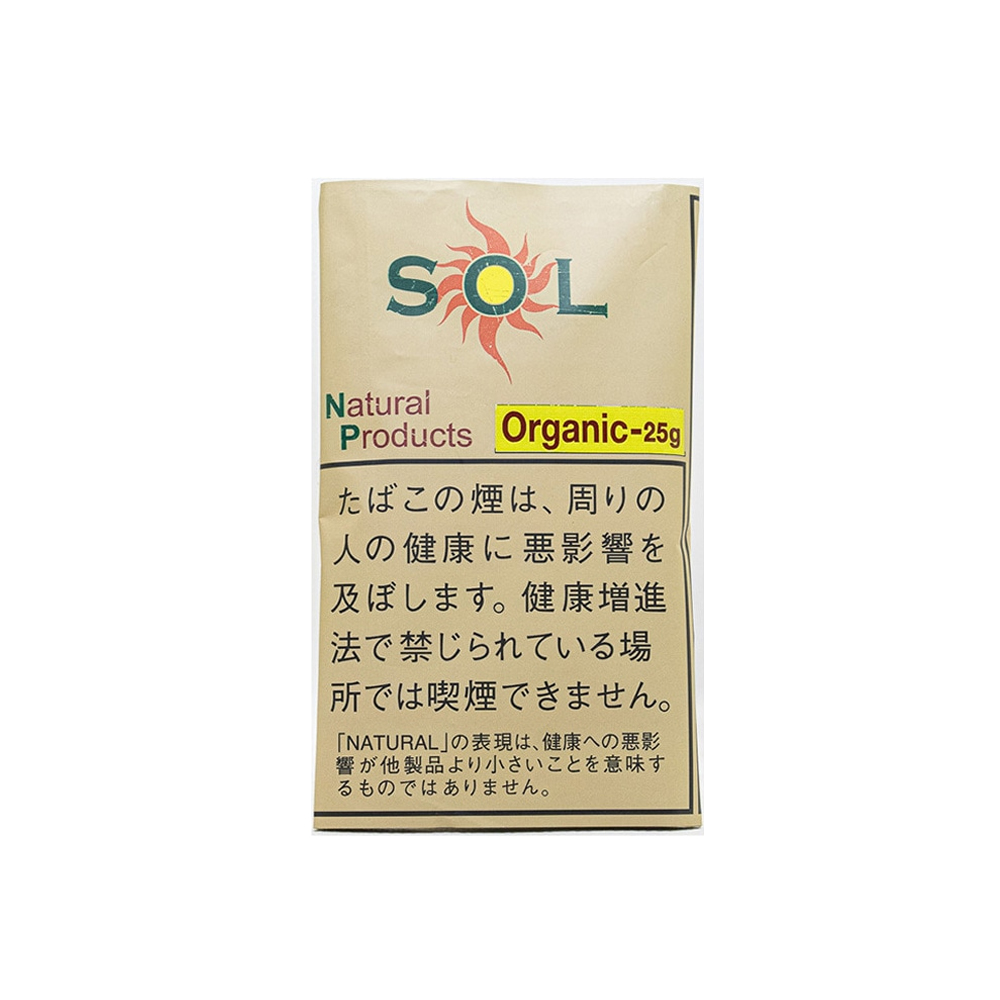 SOL
Natural
Products
Organic-25g
たばこの煙は、周りの
人の健康に悪影響を
及ぼします。健康増進
法で禁じられている場
所では喫煙できません。
「NATURAL」の表現は、健康への悪影
響が他製品より小さいことを意味す
るものではありません。